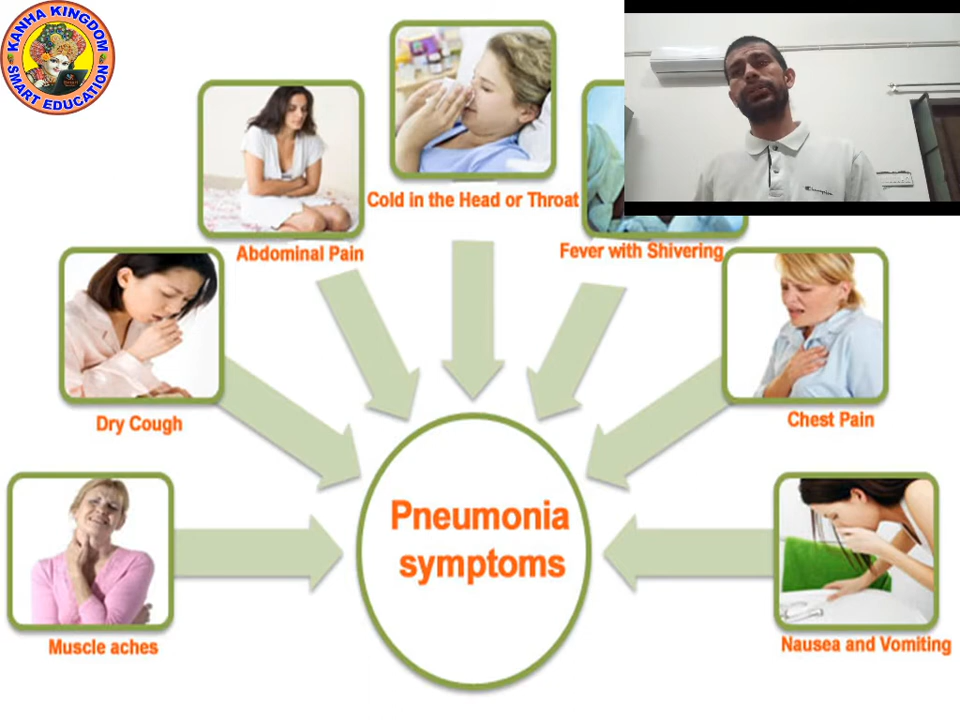 KANHA KINGDOM
SMART EDUCATION
Cold in the Head or Throat
Abdominal Pain
Fever with Shivering
Dry Cough
Chest Pain
Pneumonia
symptoms
Muscle aches
Nausea and Vomiting
Champion